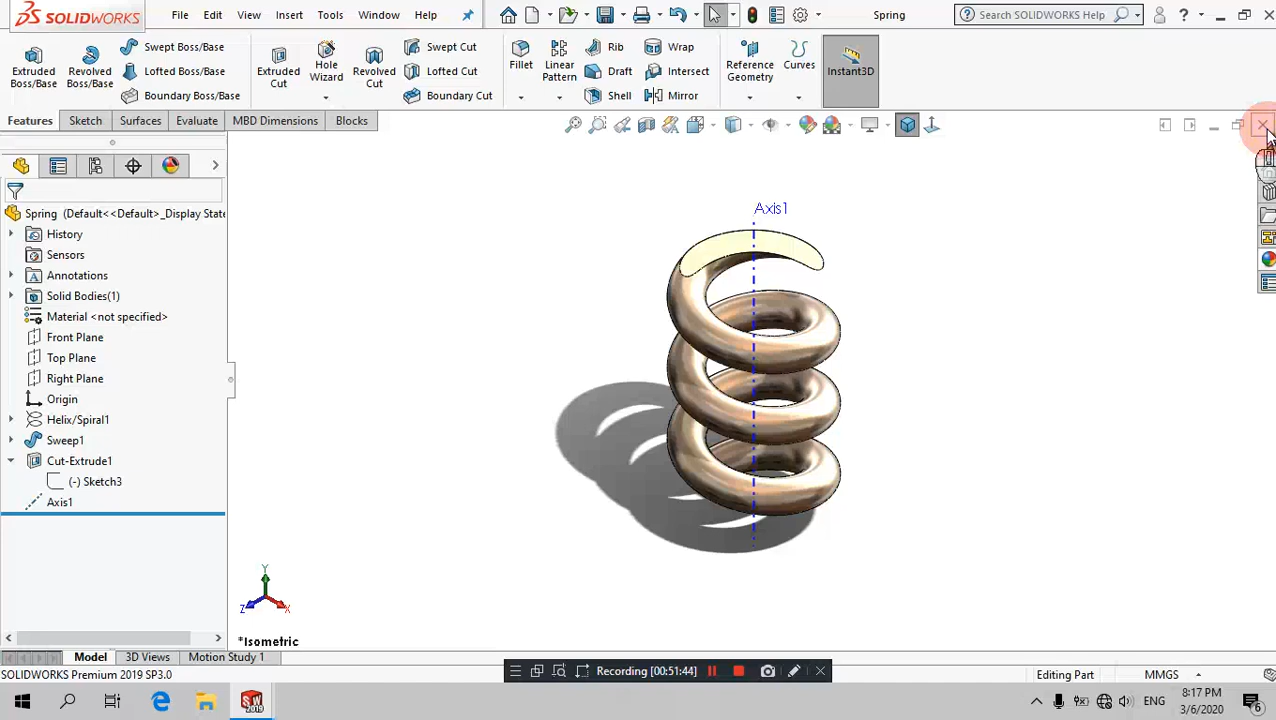 SOLIDWORKS File Edit View Insert Tools Window Help Spring Search SOLIDWORKS Help ?
Extruded Boss/Base Revolved Boss/Base Swept Boss/Base Lofted Boss/Base Boundary Boss/Base Extruded Cut Hole Wizard Revolved Cut Swept Cut Lofted Cut Boundary Cut Fillet Linear Pattern Rib Draft Shell Wrap Intersect Mirror Reference Geometry Curves Instant3D
Features Sketch Surfaces Evaluate MBD Dimensions Blocks
Spring (Default<<Default>_Display State
History
Sensors
Annotations
Solid Bodies(1)
Material <not specified>
Front Plane
Top Plane
Right Plane
Origin
Helix/Spiral1
Sweep1
Cut-Extrude1
(-) Sketch3
Axis1
Axis1
Y
Z
X
*Isometric
Model 3D Views Motion Study 1
SOLIDWORKS Premium 2019 SP3.0
Recording [00:51:44]
Editing Part MMGS
SW 2019
ENG
8:17 PM
3/6/2020
6